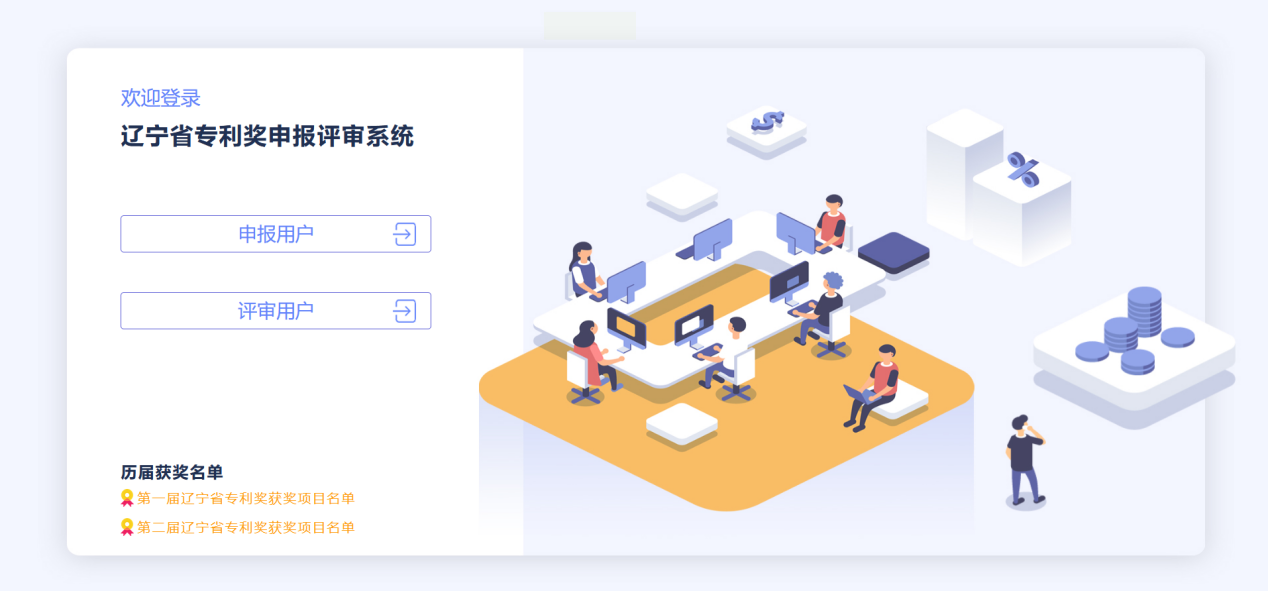 欢迎登录
辽宁省专利奖申报评审系统
申报用户
评审用户
历届获奖名单
第一届辽宁省专利奖获奖项目名单
第二届辽宁省专利奖获奖项目名单